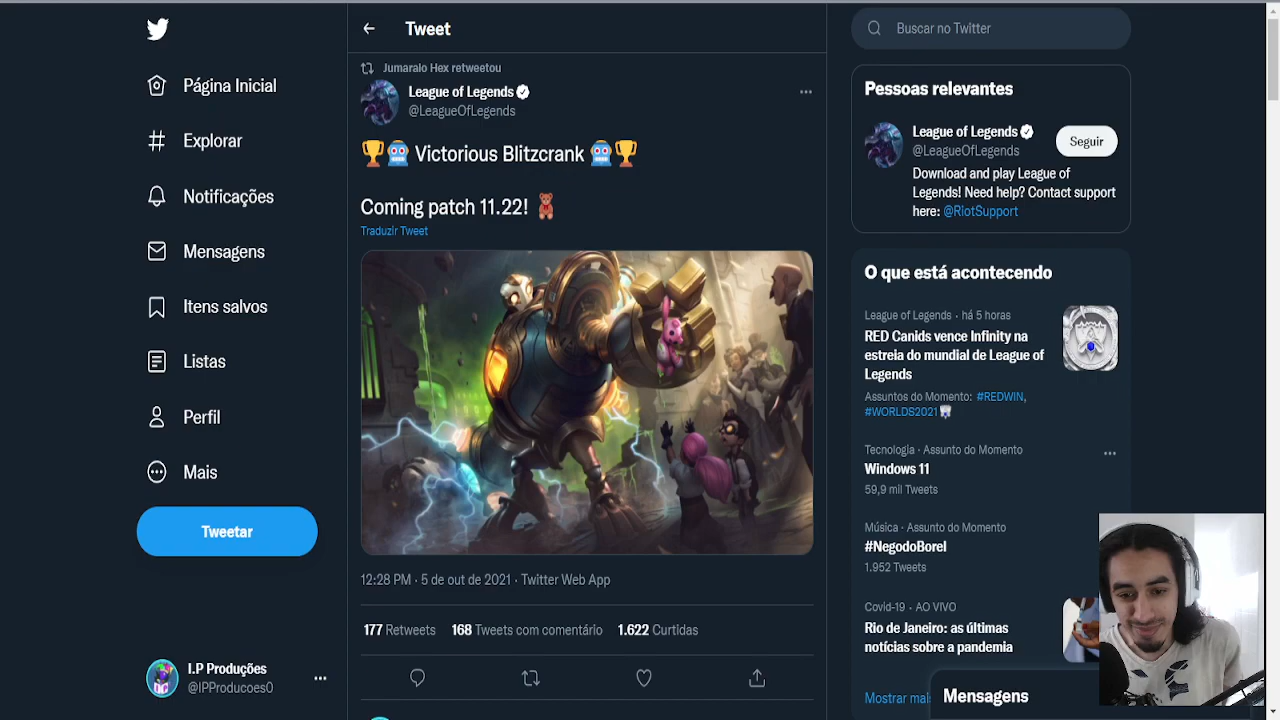 Página Inicial
Explorar
Notificações
Mensagens
Itens salvos
Listas
Perfil
Mais
Tweetar
I.P Produções
@IPProducoes0
Tweet
Jumaralo Hex retweetou
League of Legends
@LeagueOfLegends
🏆🤖 Victorious Blitzcrank 🤖🏆
Coming patch 11.22! 🧸
Traduzir Tweet
12:28 PM · 5 de out de 2021 · Twitter Web App
177 Retweets 168 Tweets com comentário 1.622 Curtidas
Buscar no Twitter
Pessoas relevantes
League of Legends
@LeagueOfLegends
Seguir
Download and play League of
Legends! Need help? Contact support
here: @RiotSupport
O que está acontecendo
League of Legends · há 5 horas
RED Canids vence Infinity na
estreia do mundial de League of
Legends
Assuntos do Momento: #REDWIN,
#WORLDS2021
Tecnologia · Assunto do Momento
Windows 11
59,9 mil Tweets
Música · Assunto do Momento
#NegodoBorel
1.952 Tweets
Covid-19 · AO VIVO
Rio de Janeiro: as últimas
notícias sobre a pandemia
Mostrar mai
Mensagens